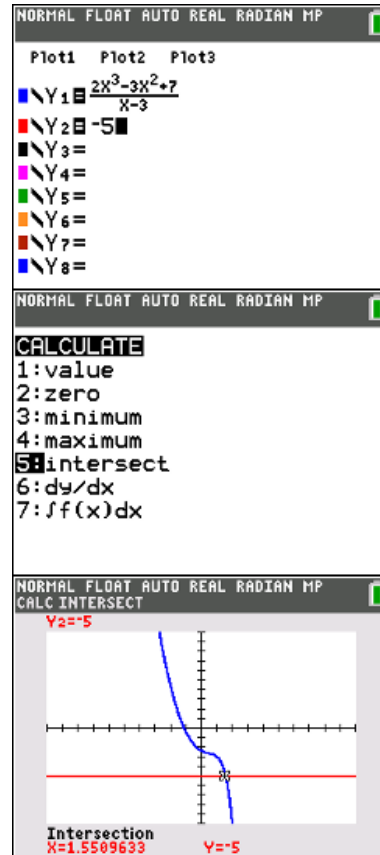 NORMAL FLOAT AUTO REAL RADIAN MP
Plot1 Plot2 Plot3
\Y₁=(2X³-3X²+7)/(X-3)
\Y₂=-5
\Y₃=
\Y₄=
\Y₅=
\Y₆=
\Y₇=
\Y₈=
NORMAL FLOAT AUTO REAL RADIAN MP
CALCULATE
1:value
2:zero
3:minimum
4:maximum
5:intersect
6:dy/dx
7:∫f(x)dx
NORMAL FLOAT AUTO REAL RADIAN MP
CALC INTERSECT
Y₂=-5
Intersection
X=1.5509633 Y=-5